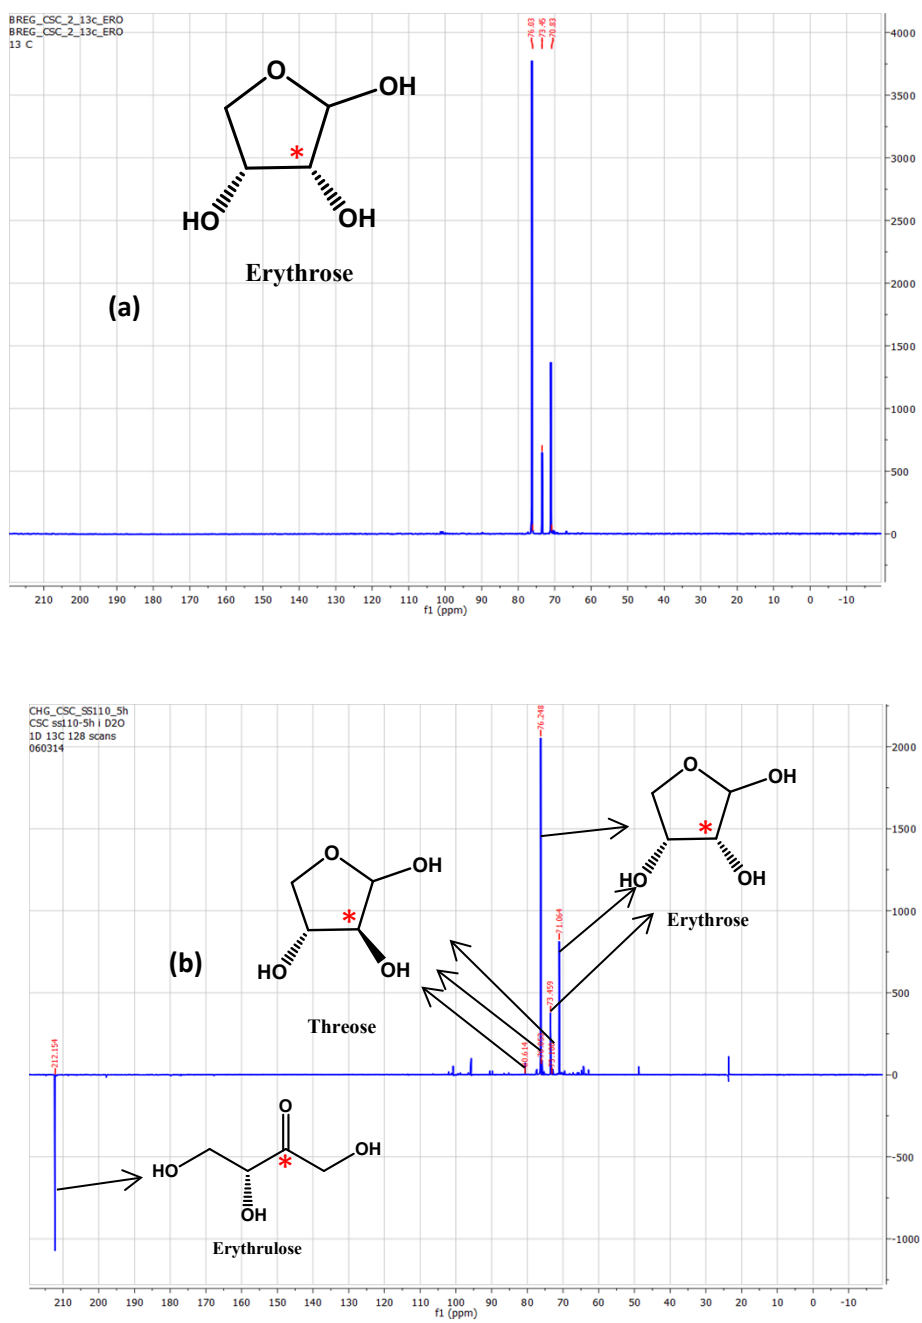 BREG_CSC_2_13c_ERO
BREG_CSC_2_13c_ERO
13 C
76.03
73.45
70.83
O
OH
*
HO
OH
Erythrose
(a)
4000
3500
3000
2500
2000
1500
1000
500
0
210 200 190 180 170 160 150 140 130 120 110 100 90 80 70 60 50 40 30 20 10 0 -10
f1 (ppm)
CHG_CSC_SS110_5h
CSC ss110-5h i D2O
1D 13C 128 scans
060314
76.248
O
OH
*
HO
OH
Erythrose
O
OH
*
HO
OH
Threose
(b)
71.064
73.459
212.154
O
OH
HO
*
OH
Erythrulose
2000
1500
1000
500
0
-500
-1000
210 200 190 180 170 160 150 140 130 120 110 100 90 80 70 60 50 40 30 20 10 0 -10
f1 (ppm)